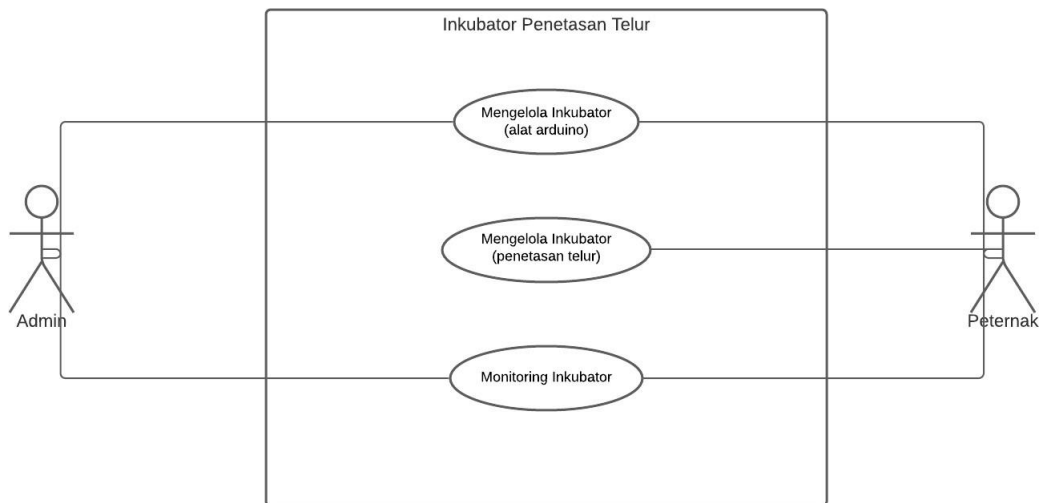 Inkubator Penetasan Telur
Mengelola Inkubator
(alat arduino)
Mengelola Inkubator
(penetasan telur)
Admin
Peternak
Monitoring Inkubator